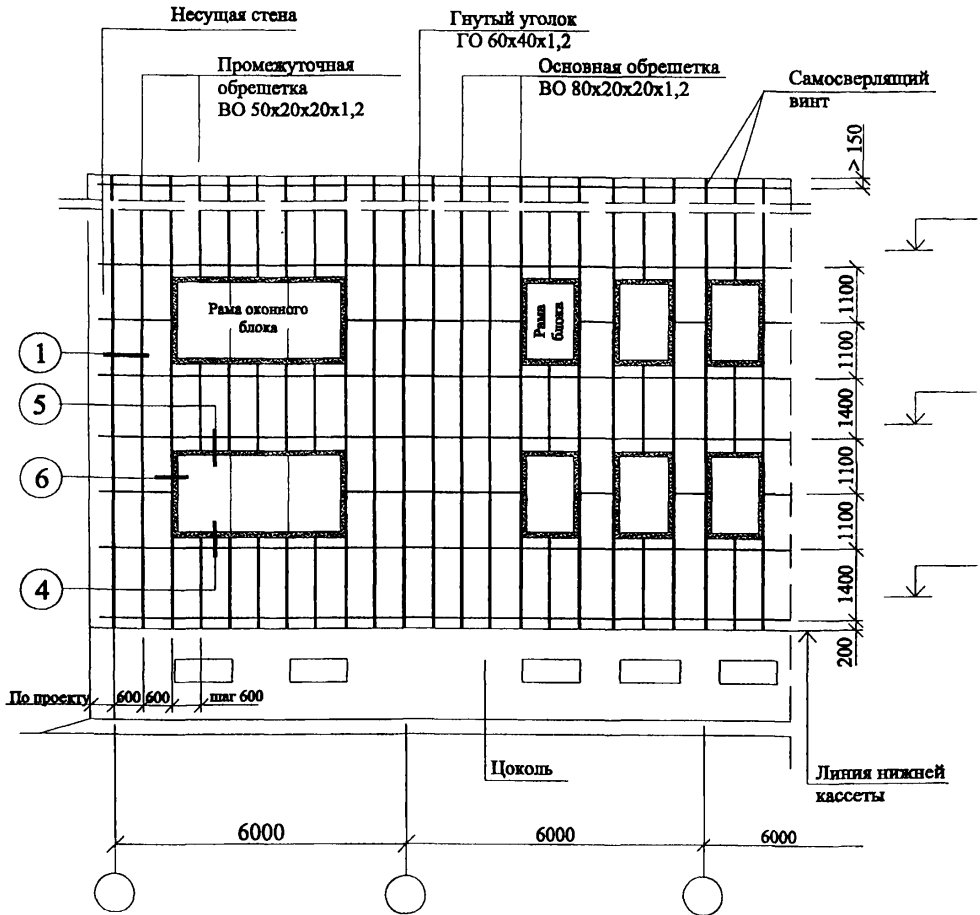 Несущая стена
Гнутый уголок
ГО 60х40х1,2
Промежуточная
обрешетка
ВО 50х20х20х1,2
Основная обрешетка
ВО 80х20х20х1,2
Самосверлящий
винт
> 150
Рама оконного
блока
Рама
блока
1100
1100
1400
1100
1100
1400
200
1
5
6
4
По проекту
600
600
шаг 600
Цоколь
Линия нижней
кассеты
6000
6000
6000